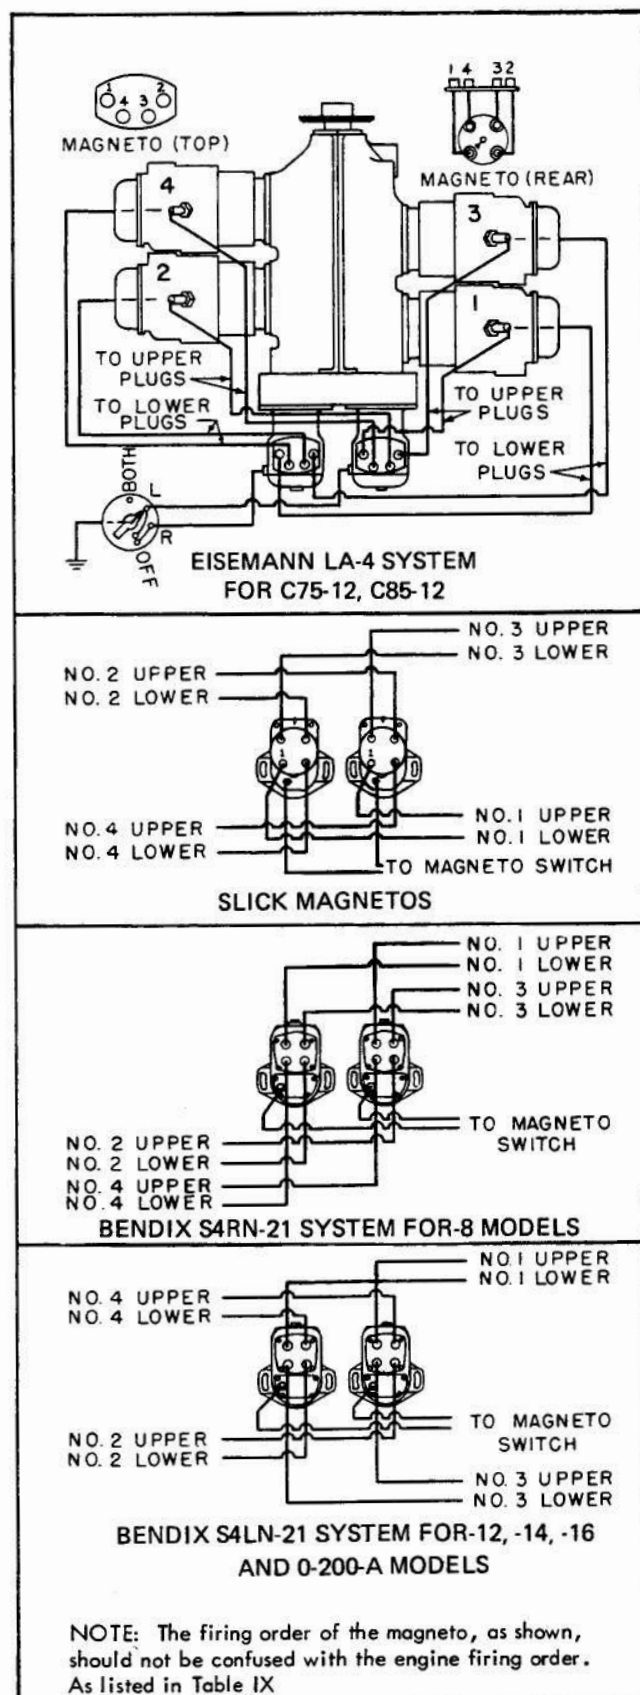 1 2
4 3
MAGNETO (TOP)
1 4 3 2
MAGNETO (REAR)
4
3
2
1
TO UPPER
PLUGS
TO LOWER
PLUGS
TO UPPER
PLUGS
TO LOWER
PLUGS
BOTH
L
R
OFF
EISEMANN LA-4 SYSTEM
FOR C75-12, C85-12
NO. 3 UPPER
NO. 3 LOWER
NO. 2 UPPER
NO. 2 LOWER
1
1
NO. 1 UPPER
NO. 4 UPPER
NO. 1 LOWER
NO. 4 LOWER
TO MAGNETO SWITCH
SLICK MAGNETOS
NO. 1 UPPER
NO. 1 LOWER
NO. 3 UPPER
NO. 3 LOWER
TO MAGNETO
SWITCH
NO. 2 UPPER
NO. 2 LOWER
NO. 4 UPPER
NO. 4 LOWER
BENDIX S4RN-21 SYSTEM FOR-8 MODELS
NO. 1 UPPER
NO. 1 LOWER
NO. 4 UPPER
NO. 4 LOWER
TO MAGNETO
SWITCH
NO. 2 UPPER
NO. 2 LOWER
NO. 3 UPPER
NO. 3 LOWER
BENDIX S4LN-21 SYSTEM FOR-12, -14, -16
AND 0-200-A MODELS
NOTE: The firing order of the magneto, as shown,
should not be confused with the engine firing order.
As listed in Table IX